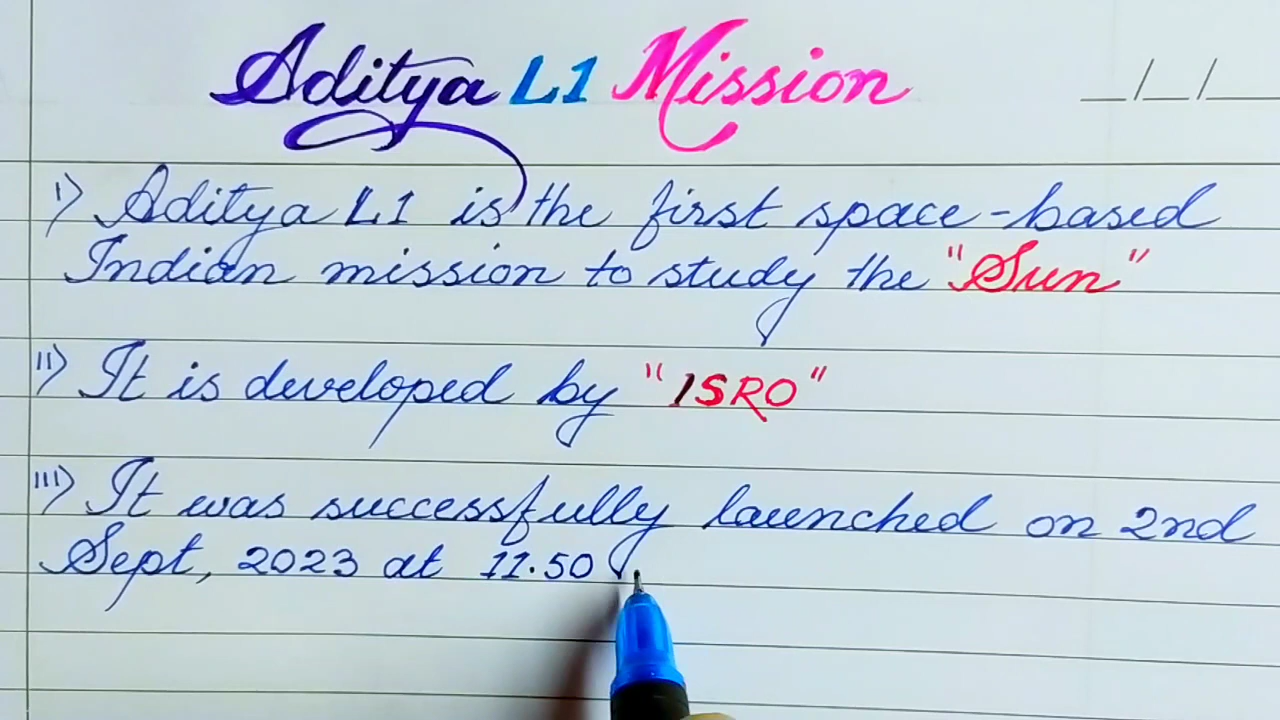 Aditya L1 Mission
__/__/__
i) Aditya L1 is the first space-based
Indian mission to study the "Sun"
ii) It is developed by "ISRO"
iii) It was successfully launched on 2nd
Sept, 2023 at 11.50